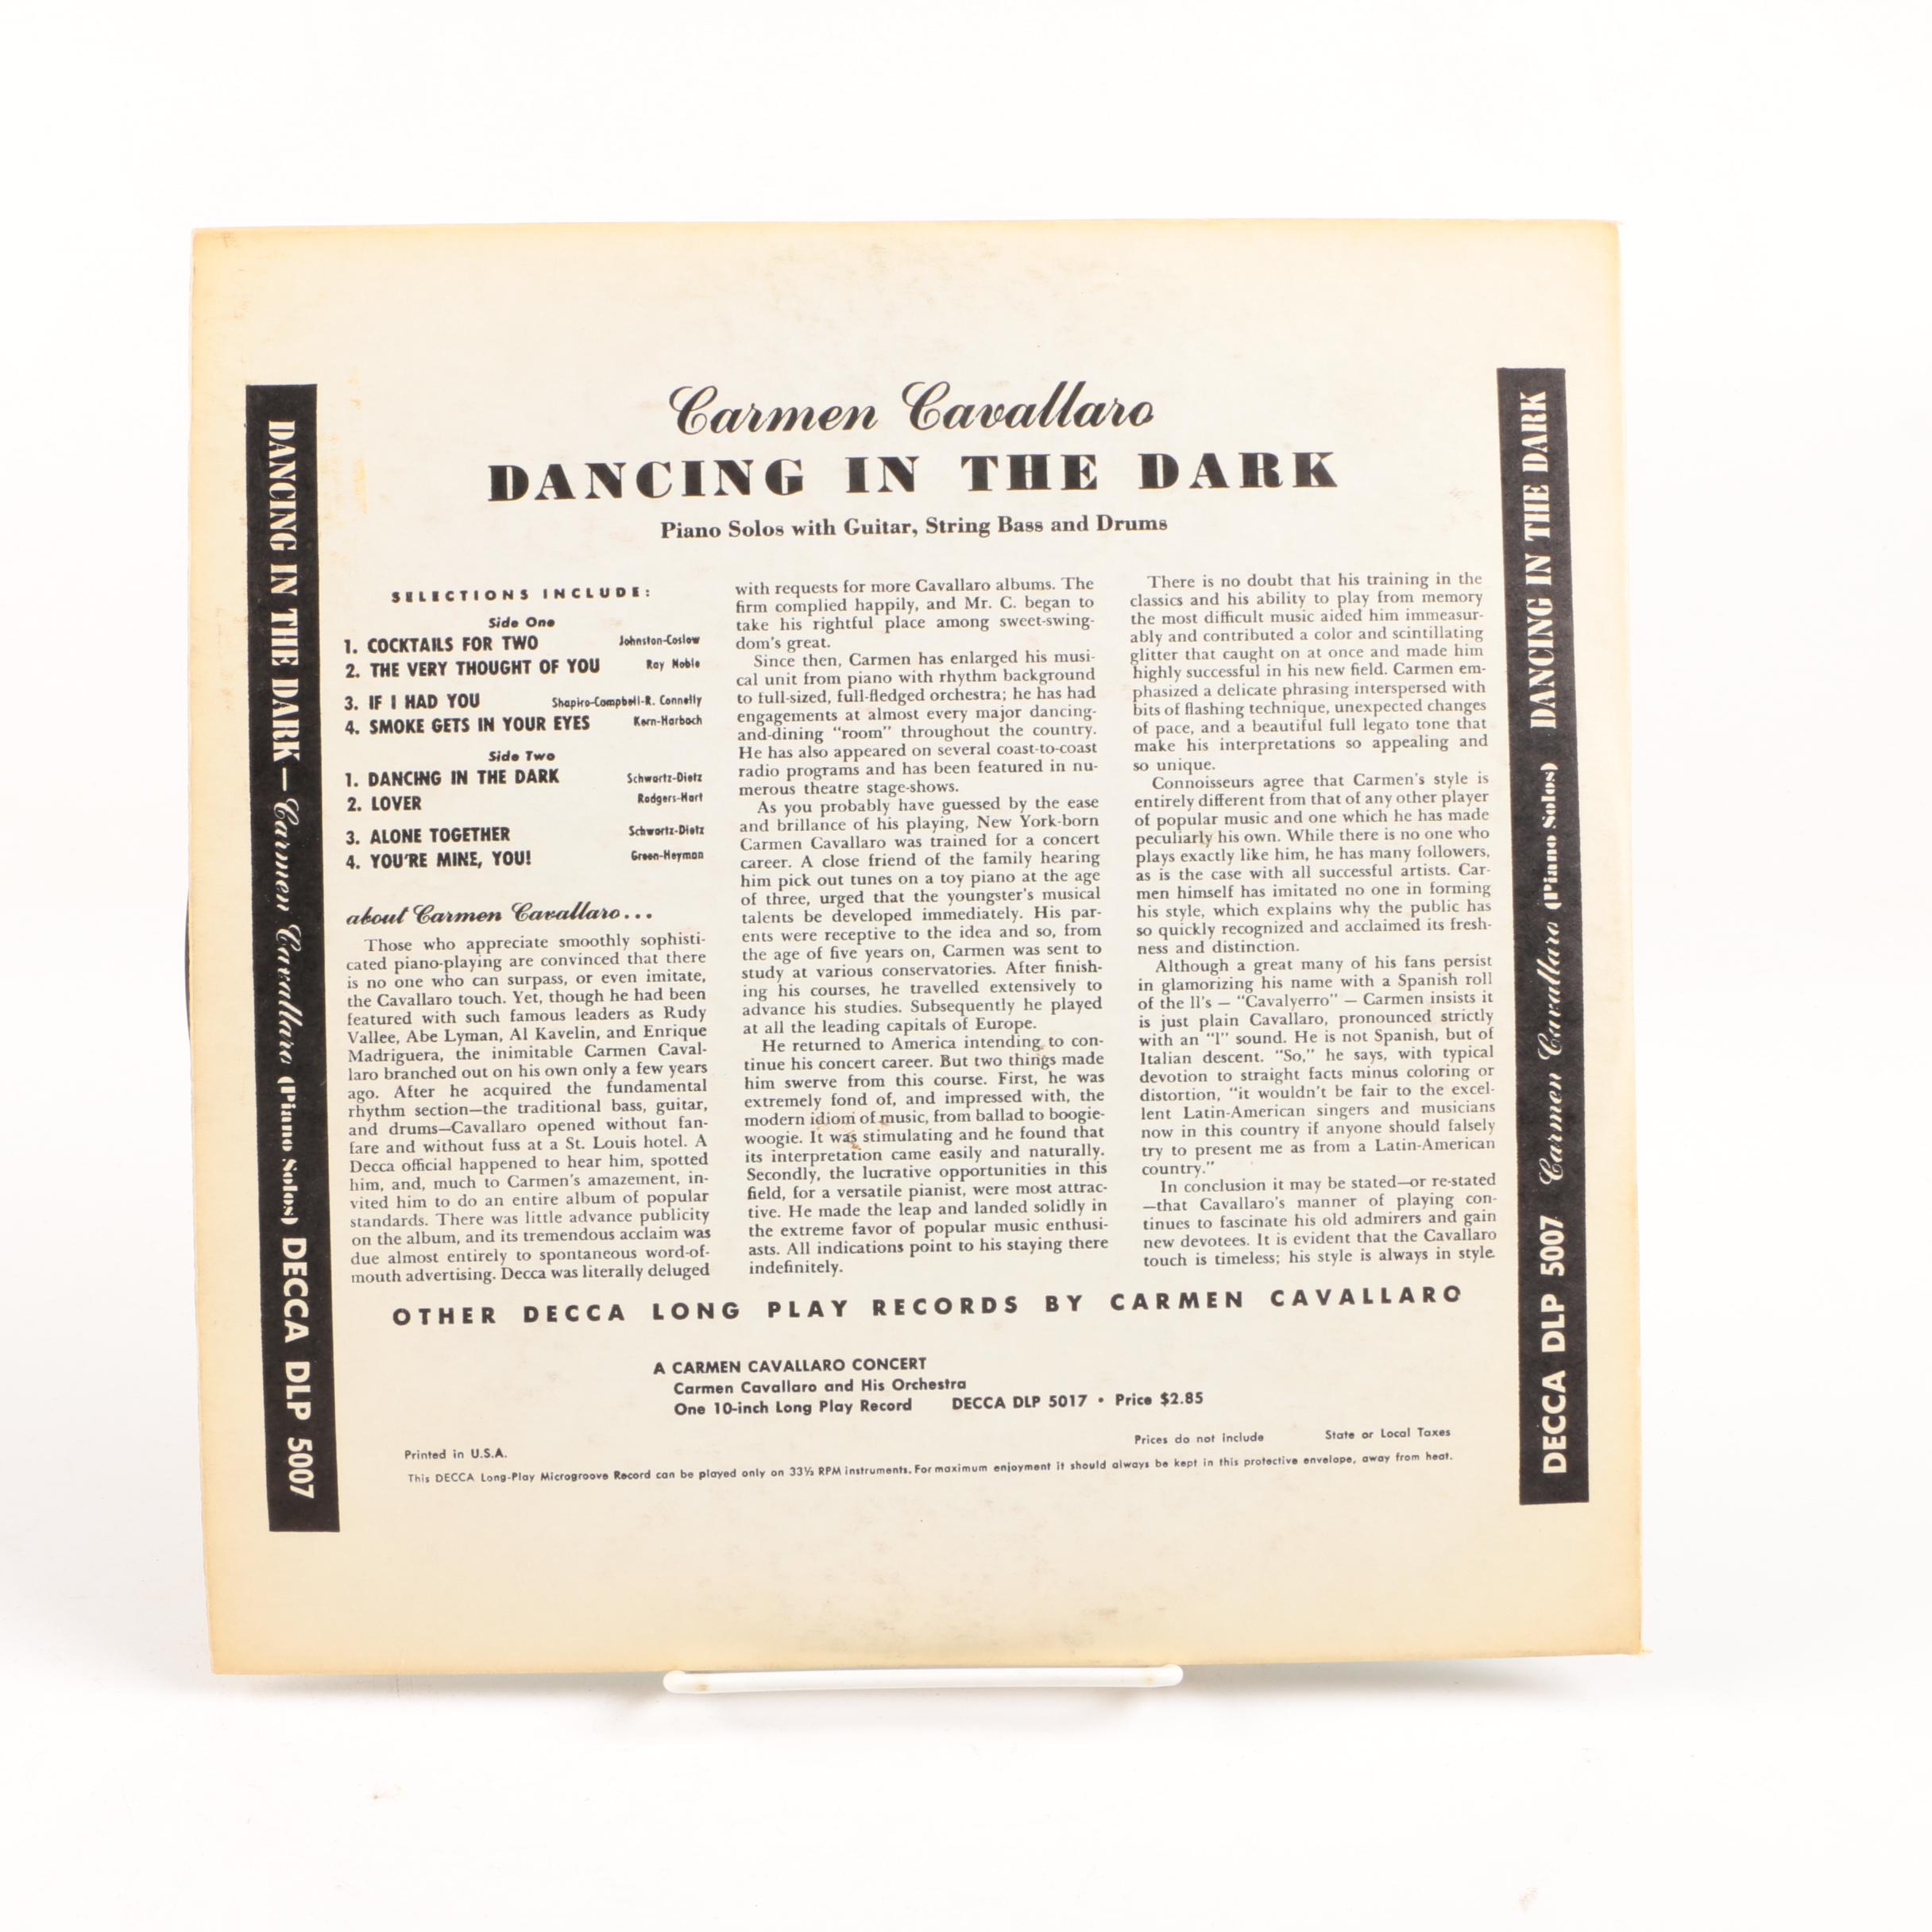 Carmen Cavallaro
DANCING IN THE DARK
Piano Solos with Guitar, String Bass and Drums
SELECTIONS INCLUDE:
Side One
1. COCKTAILS FOR TWO Johnston-Coslow
2. THE VERY THOUGHT OF YOU Ray Noble
3. IF I HAD YOU Shapiro-Campbell-R. Connelly
4. SMOKE GETS IN YOUR EYES Kern-Harbach
Side Two
1. DANCING IN THE DARK Schwartz-Dietz
2. LOVER Rodgers-Hart
3. ALONE TOGETHER Schwartz-Dietz
4. YOU'RE MINE, YOU! Green-Heyman
about Carmen Cavallaro...
Those who appreciate smoothly sophisti-
cated piano-playing are convinced that there
is no one who can surpass, or even imitate,
the Cavallaro touch. Yet, though he had been
featured with such famous leaders as Rudy
Vallee, Abe Lyman, Al Kavelin, and Enrique
Madriguera, the inimitable Carmen Caval-
laro branched out on his own only a few years
ago. After he acquired the fundamental
rhythm section—the traditional bass, guitar,
and drums—Cavallaro opened without fan-
fare and without fuss at a St. Louis hotel. A
Decca official happened to hear him, spotted
him, and, much to Carmen's amazement, in-
vited him to do an entire album of popular
standards. There was little advance publicity
on the album, and its tremendous acclaim was
due almost entirely to spontaneous word-of-
mouth advertising. Decca was literally deluged
with requests for more Cavallaro albums. The
firm complied happily, and Mr. C. began to
take his rightful place among sweet-swing-
dom's great.
Since then, Carmen has enlarged his musi-
cal unit from piano with rhythm background
to full-sized, full-fledged orchestra; he has had
engagements at almost every major dancing-
and-dining "room" throughout the country.
He has also appeared on several coast-to-coast
radio programs and has been featured in nu-
merous theatre stage-shows.
As you probably have guessed by the ease
and brillance of his playing, New York-born
Carmen Cavallaro was trained for a concert
career. A close friend of the family hearing
him pick out tunes on a toy piano at the age
of three, urged that the youngster's musical
talents be developed immediately. His par-
ents were receptive to the idea and so, from
the age of five years on, Carmen was sent to
study at various conservatories. After finish-
ing his courses, he travelled extensively to
advance his studies. Subsequently he played
at all the leading capitals of Europe.
He returned to America intending to con-
tinue his concert career. But two things made
him swerve from this course. First, he was
extremely fond of, and impressed with, the
modern idiom of music, from ballad to boogie-
woogie. It was stimulating and he found that
its interpretation came easily and naturally.
Secondly, the lucrative opportunities in this
field, for a versatile pianist, were most attrac-
tive. He made the leap and landed solidly in
the extreme favor of popular music enthusi-
asts. All indications point to his staying there
indefinitely.
There is no doubt that his training in the
classics and his ability to play from memory
the most difficult music aided him immeasur-
ably and contributed a color and scintillating
glitter that caught on at once and made him
highly successful in his new field. Carmen em-
phasized a delicate phrasing interspersed with
bits of flashing technique, unexpected changes
of pace, and a beautiful full legato tone that
make his interpretations so appealing and
so unique.
Connoisseurs agree that Carmen's style is
entirely different from that of any other player
of popular music and one which he has made
peculiarly his own. While there is no one who
plays exactly like him, he has many followers,
as is the case with all successful artists. Car-
men himself has imitated no one in forming
his style, which explains why the public has
so quickly recognized and acclaimed its fresh-
ness and distinction.
Although a great many of his fans persist
in glamorizing his name with a Spanish roll
of the ll's — "Cavalyerro" — Carmen insists it
is just plain Cavallaro, pronounced strictly
with an "l" sound. He is not Spanish, but of
Italian descent. "So," he says, with typical
devotion to straight facts minus coloring or
distortion, "it wouldn't be fair to the excel-
lent Latin-American singers and musicians
now in this country if anyone should falsely
try to present me as from a Latin-American
country."
In conclusion it may be stated—or re-stated
—that Cavallaro's manner of playing con-
tinues to fascinate his old admirers and gain
new devotees. It is evident that the Cavallaro
touch is timeless; his style is always in style.
OTHER DECCA LONG PLAY RECORDS BY CARMEN CAVALLARO
A CARMEN CAVALLARO CONCERT
Carmen Cavallaro and His Orchestra
One 10-inch Long Play Record DECCA DLP 5017 • Price $2.85
Prices do not include State or Local Taxes
Printed in U.S.A.
This DECCA Long-Play Microgroove Record can be played only on 33⅓ RPM instruments. For maximum enjoyment it should always be kept in this protective envelope, away from heat.
DANCING IN THE DARK—Carmen Cavallaro (Piano Solos) DECCA DLP 5007
DECCA DLP 5007 Carmen Cavallaro (Piano Solos) DANCING IN THE DARK